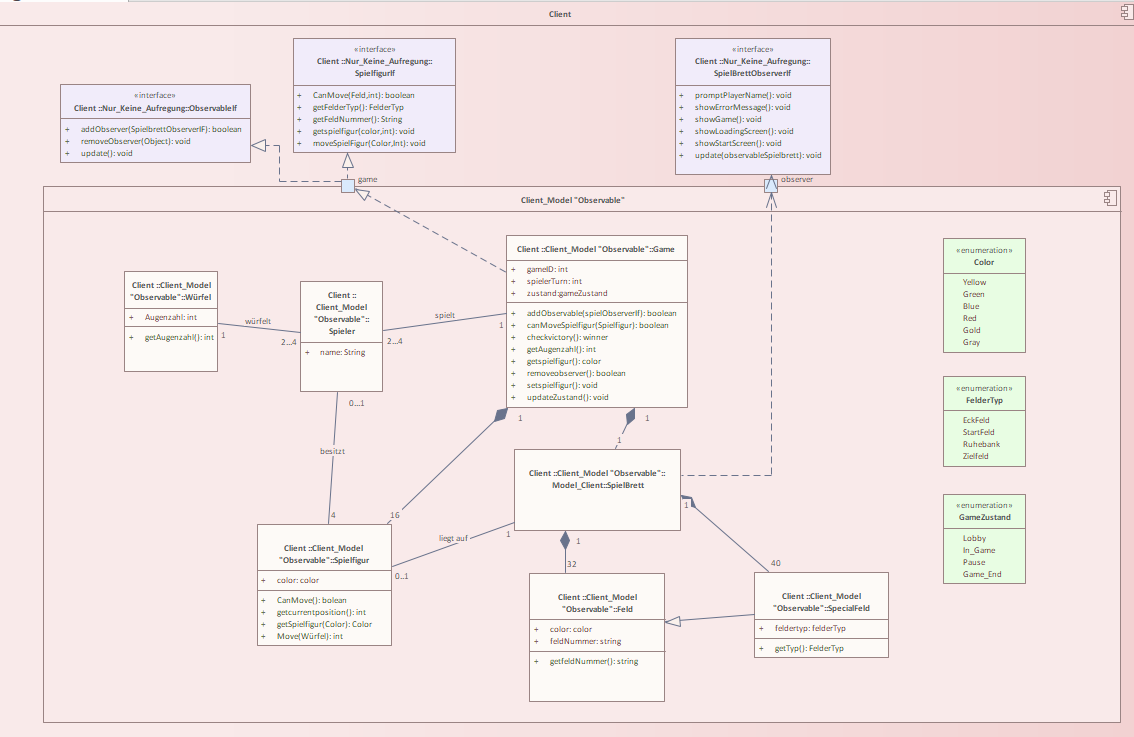 Client
«interface»
Client ::Nur_Keine_Aufregung::ObservableIf
+ addObserver(SpielbrettObserverIF): boolean
+ removeObserver(Object): void
+ update(): void
«interface»
Client ::Nur_Keine_Aufregung::
SpielfigurIf
+ CanMove(Feld,int): boolean
+ getFelderTyp(): FelderTyp
+ getFeldNummer(): String
+ getspielfigur(color,int): void
+ moveSpielFigur(Color,Int): void
«interface»
Client ::Nur_Keine_Aufregung::
SpielBrettObserverIf
+ promptPlayerName(): void
+ showErrorMessage(): void
+ showGame(): void
+ showLoadingScreen(): void
+ showStartScreen(): void
+ update(observableSpielbrett): void
game
observer
Client_Model "Observable"
Client ::Client_Model "Observable"::Game
+ gameID: int
+ spielerTurn: int
+ zustand:gameZustand
+ addObservable(spielObserverIf): boolean
+ canMoveSpielfigur(Spielfigur): boolean
+ checkvictory(): winner
+ getAugenzahl(): int
+ getspielfigur(): color
+ removeobserver(): boolean
+ setspielfigur(): void
+ updateZustand(): void
Client ::Client_Model
"Observable"::Würfel
+ Augenzahl: int
+ getAugenzahl(): int
würfelt
1
2...4
Client ::
Client_Model
"Observable"::
Spieler
+ name: String
spielt
2...4
1
0...1
besitzt
4
1
16
1
1
Client ::Client_Model "Observable"::
Model_Client::SpielBrett
liegt auf
1
0...1
1
32
1
40
Client ::Client_Model
"Observable"::Spielfigur
+ color: color
+ CanMove(): bolean
+ getcurrentposition(): int
+ getSpielfigur(Color): Color
+ Move(Würfel): int
Client ::Client_Model
"Observable"::Feld
+ color: color
+ feldNummer: string
+ getfeldNummer(): string
Client ::Client_Model
"Observable"::SpecialFeld
+ feldertyp: felderTyp
+ getTyp(): FelderTyp
«enumeration»
Color
Yellow
Green
Blue
Red
Gold
Gray
«enumeration»
FelderTyp
EckFeld
StartFeld
Ruhebank
Zielfeld
«enumeration»
GameZustand
Lobby
In_Game
Pause
Game_End